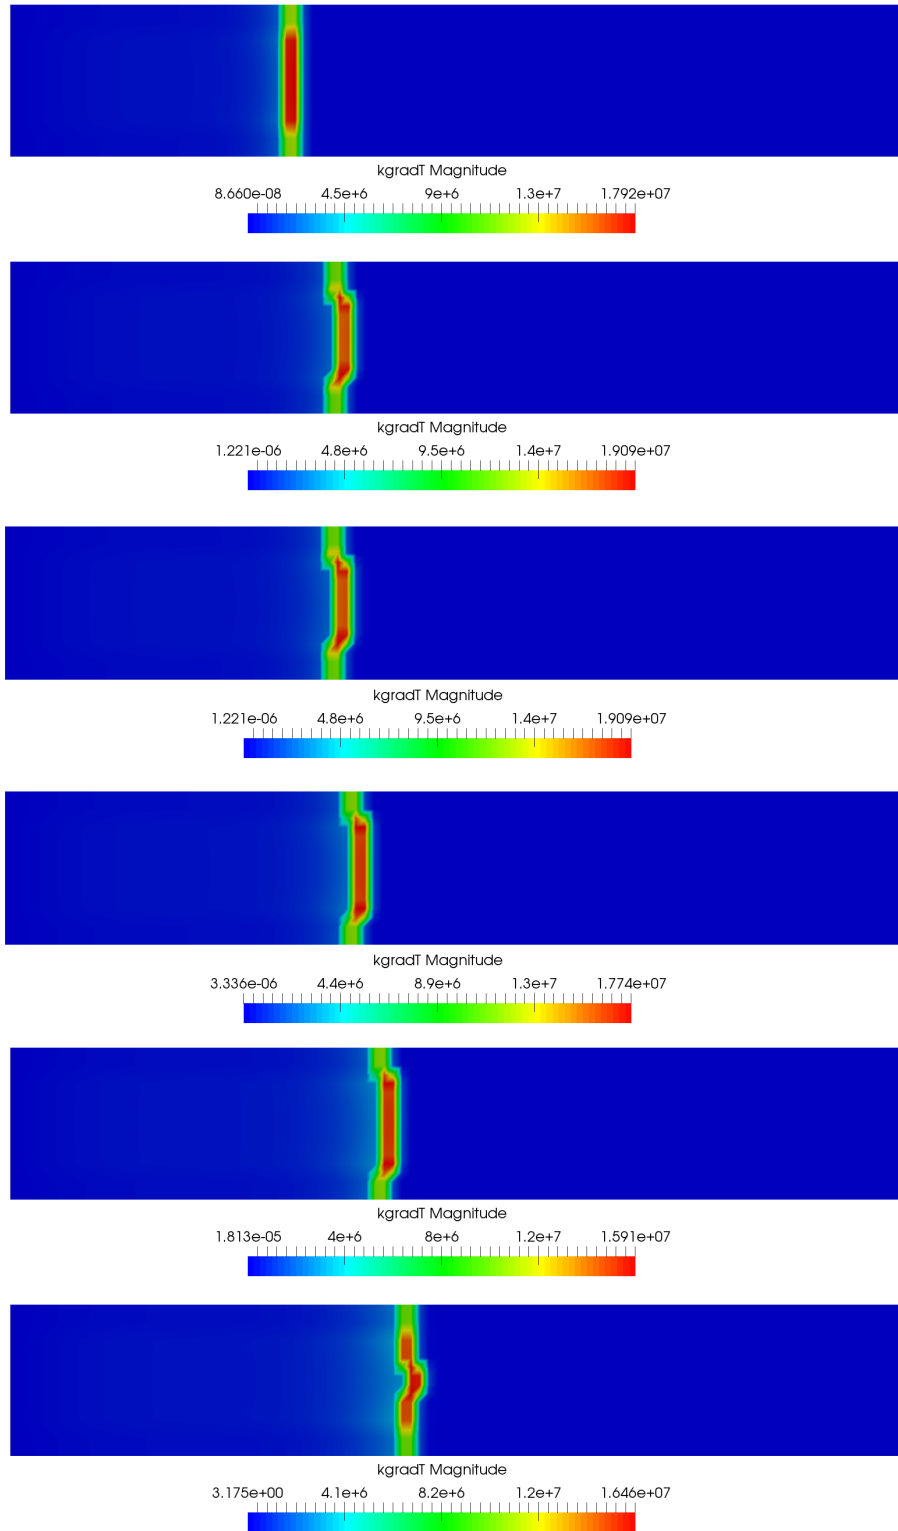 kgradT Magnitude
8.660e-08 4.5e+6 9e+6 1.3e+7 1.792e+07
kgradT Magnitude
1.221e-06 4.8e+6 9.5e+6 1.4e+7 1.909e+07
kgradT Magnitude
1.221e-06 4.8e+6 9.5e+6 1.4e+7 1.909e+07
kgradT Magnitude
3.336e-06 4.4e+6 8.9e+6 1.3e+7 1.774e+07
kgradT Magnitude
1.813e-05 4e+6 8e+6 1.2e+7 1.591e+07
kgradT Magnitude
3.175e+00 4.1e+6 8.2e+6 1.2e+7 1.646e+07